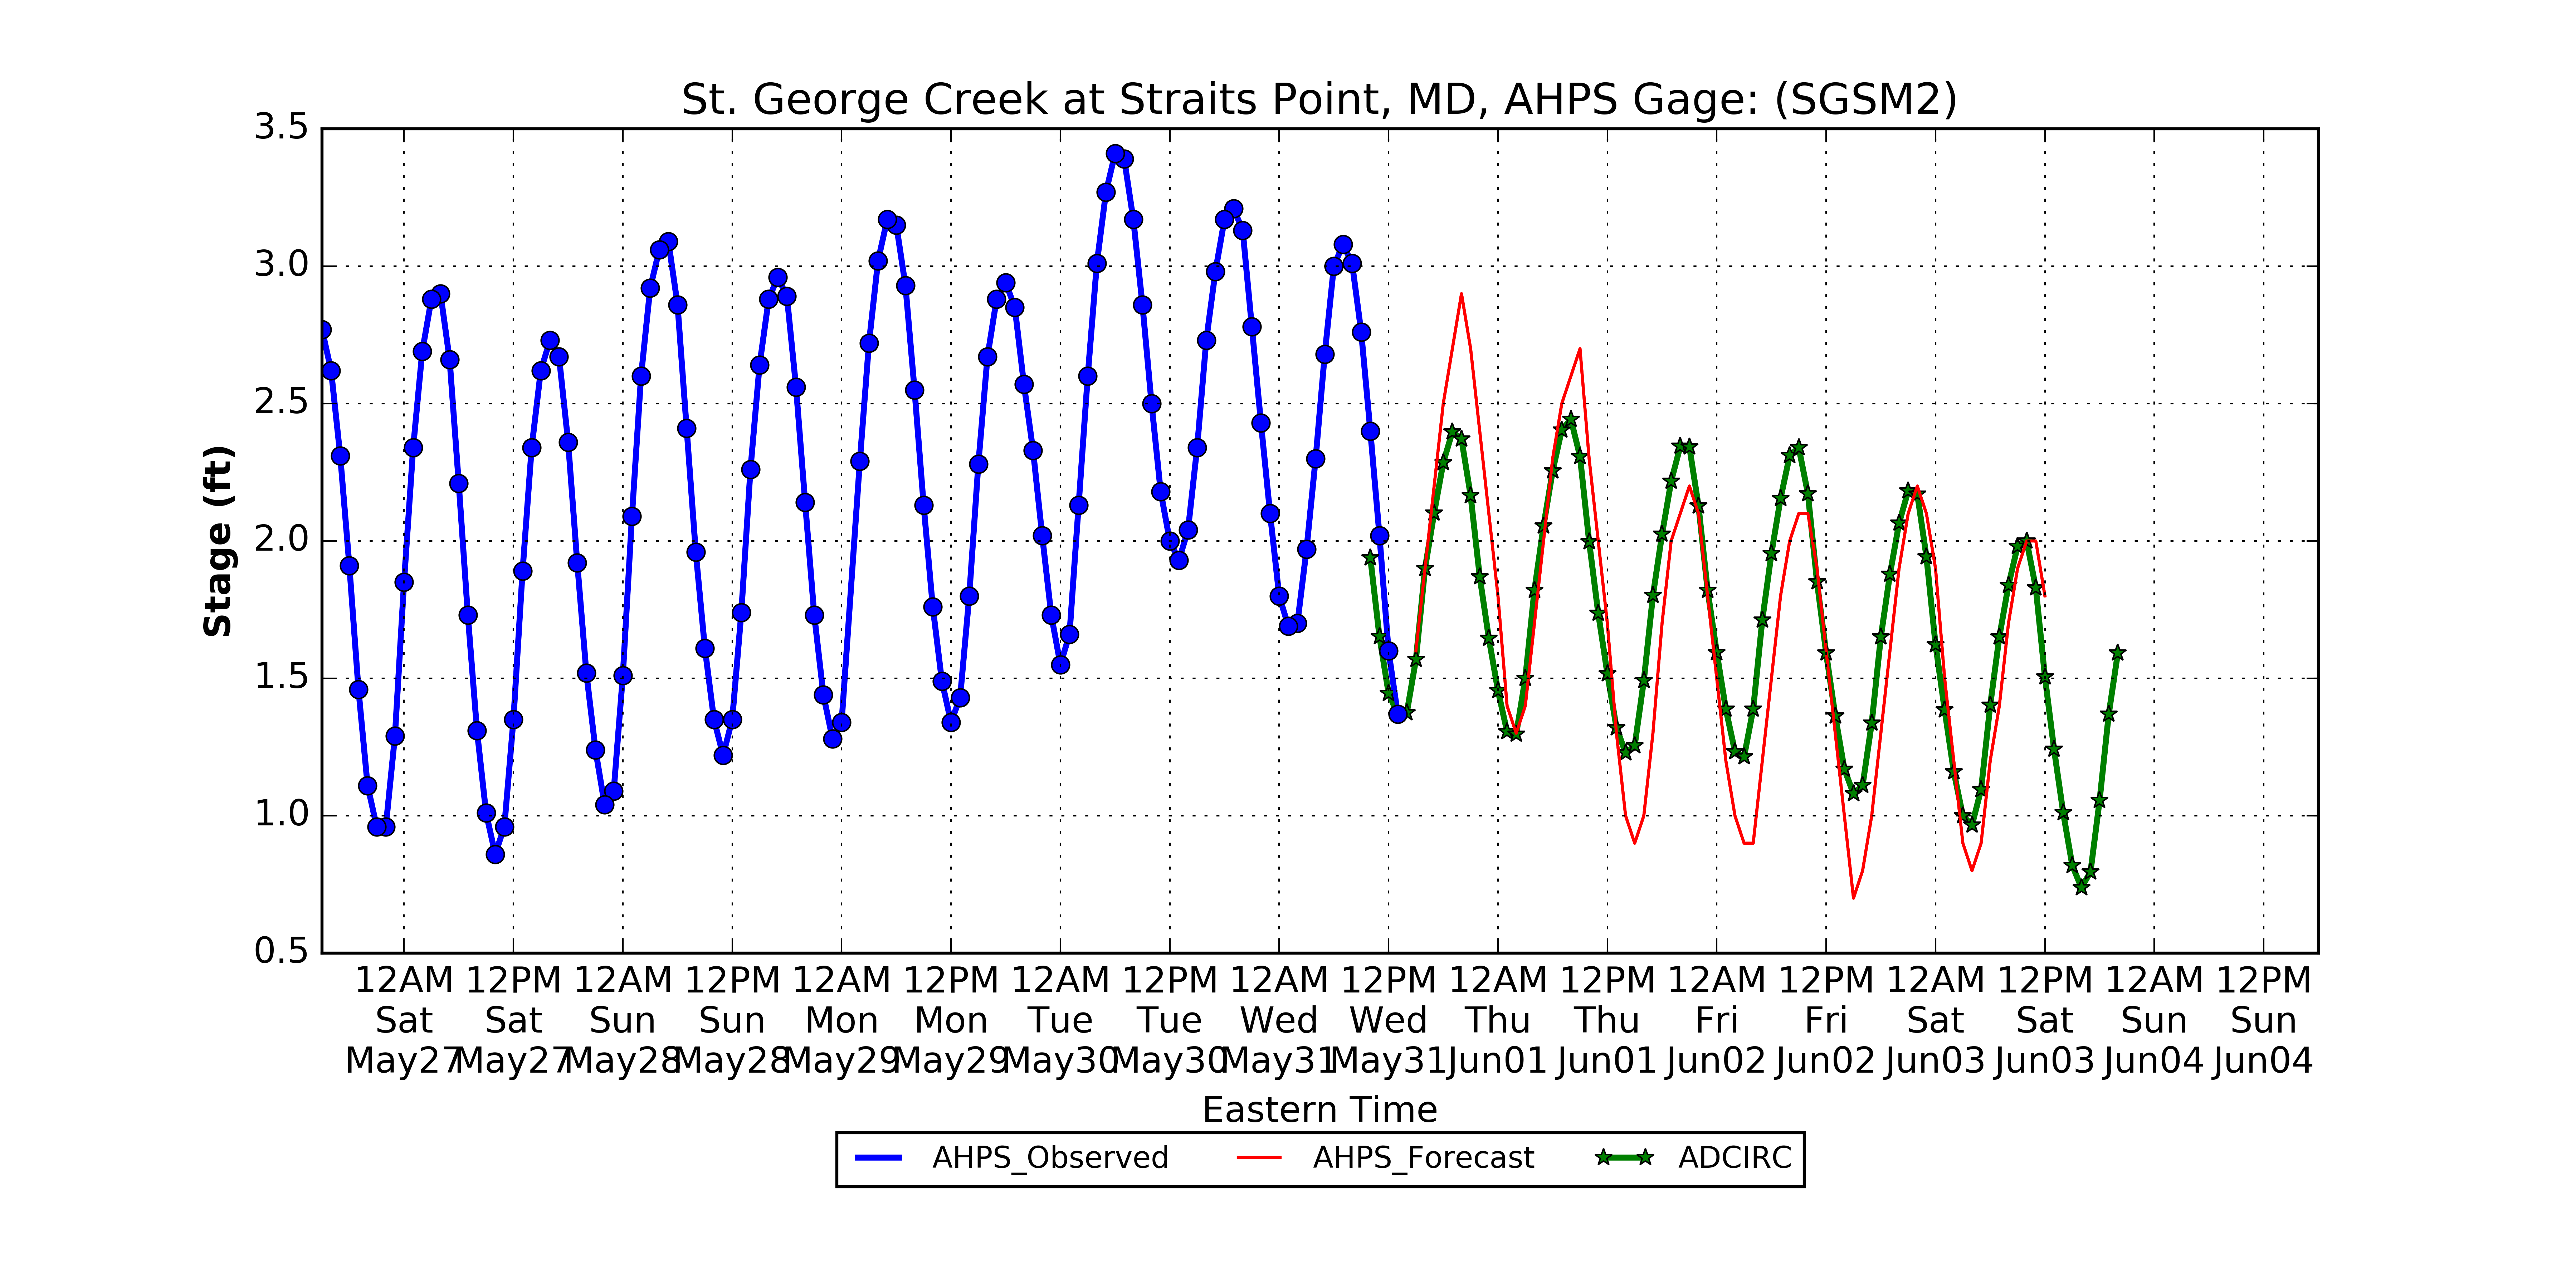 St. George Creek at Straits Point, MD, AHPS Gage: (SGSM2)
3.5
3.0
2.5
2.0
1.5
1.0
0.5
Stage (ft)
12AM 12PM 12AM 12PM 12AM 12PM 12AM 12PM 12AM 12PM 12AM 12PM 12AM 12PM 12AM 12PM 12AM 12PM
Sat Sat Sun Sun Mon Mon Tue Tue Wed Wed Thu Thu Fri Fri Sat Sat Sun Sun
May27 May27 May28 May28 May29 May29 May30 May30 May31 May31 Jun01 Jun01 Jun02 Jun02 Jun03 Jun03 Jun04 Jun04
Eastern Time
AHPS_Observed AHPS_Forecast ADCIRC